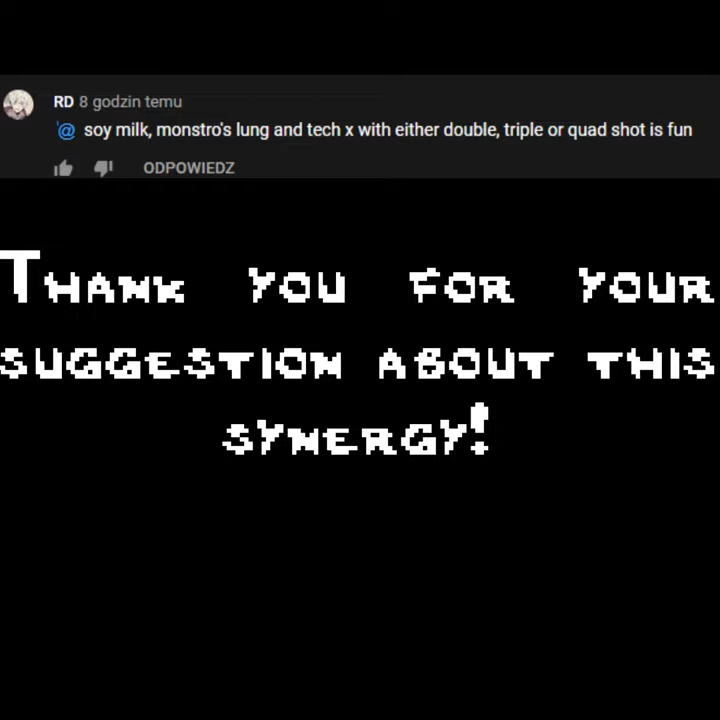 RD 8 godzin temu
@ soy milk, monstro's lung and tech x with either double, triple or quad shot is fun
ODPOWIEDZ
Thank you for your
suggestion about this
synergy!